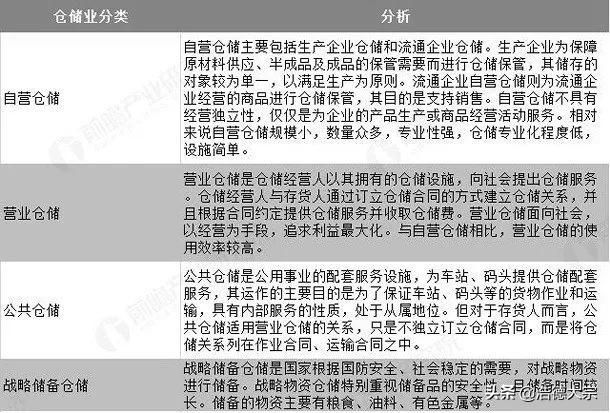 仓储业分类
分析
自营仓储
自营仓储主要包括生产企业仓储和流通企业仓储。生产企业为保障
原材料供应、半成品及成品的保管需要而进行仓储保管，其储存的
对象较为单一，以满足生产为原则。流通企业自营仓储则为流通企
业经营的商品进行仓储保管，其目的是支持销售。自营仓储不具有
经营独立性，仅仅是为企业的产品生产或商品经营活动服务。相对
来说自营仓储规模小，数量众多，专业性强，仓储专业化程度低，
设施简单。
营业仓储
营业仓储是仓储经营人以其拥有的仓储设施，向社会提出仓储服务
。仓储经营人与存货人通过订立仓储合同的方式建立仓储关系，并
且根据合同约定提供仓储服务并收取仓储费。营业仓储面向社会，
以经营为手段，追求利益最大化。与自营仓储相比，营业仓储的使
用效率较高。
公共仓储
公共仓储是公用事业的配套服务设施，为车站、码头提供仓储配套
服务，其运作的主要目的是为了保证车站、码头等的货物作业和运
输，具有内部服务的性质，处于从属地位。但对于存货人而言，公
共仓储适用营业仓储的关系，只是不独立订立仓储合同，而是将仓
储关系列在作业合同、运输合同之中。
战略储备仓储
战略储备仓储是国家根据国防安全、社会稳定的需要，对战略物资
进行储备。战略物资仓储特别重视储备品的安全性，且储备时间较
长。储备的物资主要有粮食、油料、有色金属等。
头条@启德大宗